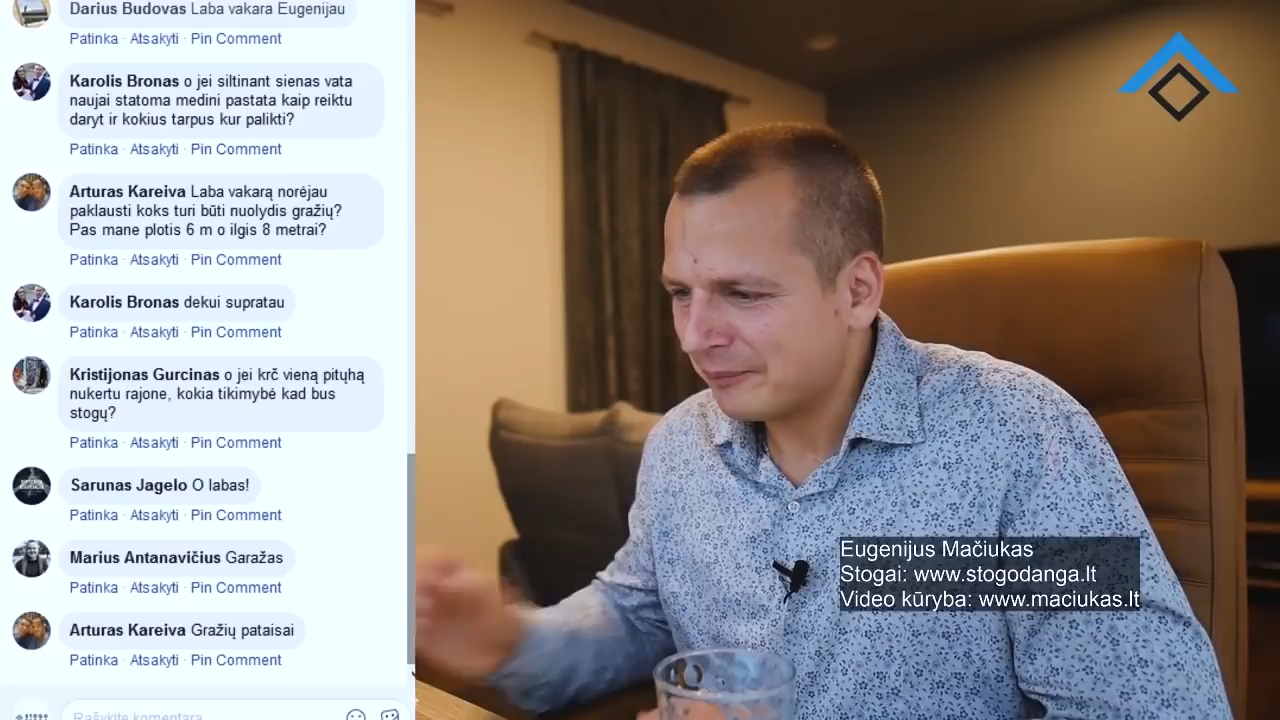 Darius Budovas Laba vakara Eugenijau
Patinka · Atsakyti · Pin Comment
Karolis Bronas o jei siltinant sienas vata
naujai statoma medini pastata kaip reiktu
daryt ir kokius tarpus kur palikti?
Patinka · Atsakyti · Pin Comment
Arturas Kareiva Laba vakarą norėjau
paklausti koks turi būti nuolydis gražių?
Pas mane plotis 6 m o ilgis 8 metrai?
Patinka · Atsakyti · Pin Comment
Karolis Bronas dekui supratau
Patinka · Atsakyti · Pin Comment
Kristijonas Gurcinas o jei krč vieną pitųhą
nukertu rajone, kokia tikimybė kad bus
stogų?
Patinka · Atsakyti · Pin Comment
Sarunas Jagelo O labas!
Patinka · Atsakyti · Pin Comment
Marius Antanavičius Garažas
Patinka · Atsakyti · Pin Comment
Arturas Kareiva Gražių pataisai
Patinka · Atsakyti · Pin Comment
Rašykite komentarą
Eugenijus Mačiukas
Stogai: www.stogodanga.lt
Video kūryba: www.maciukas.lt